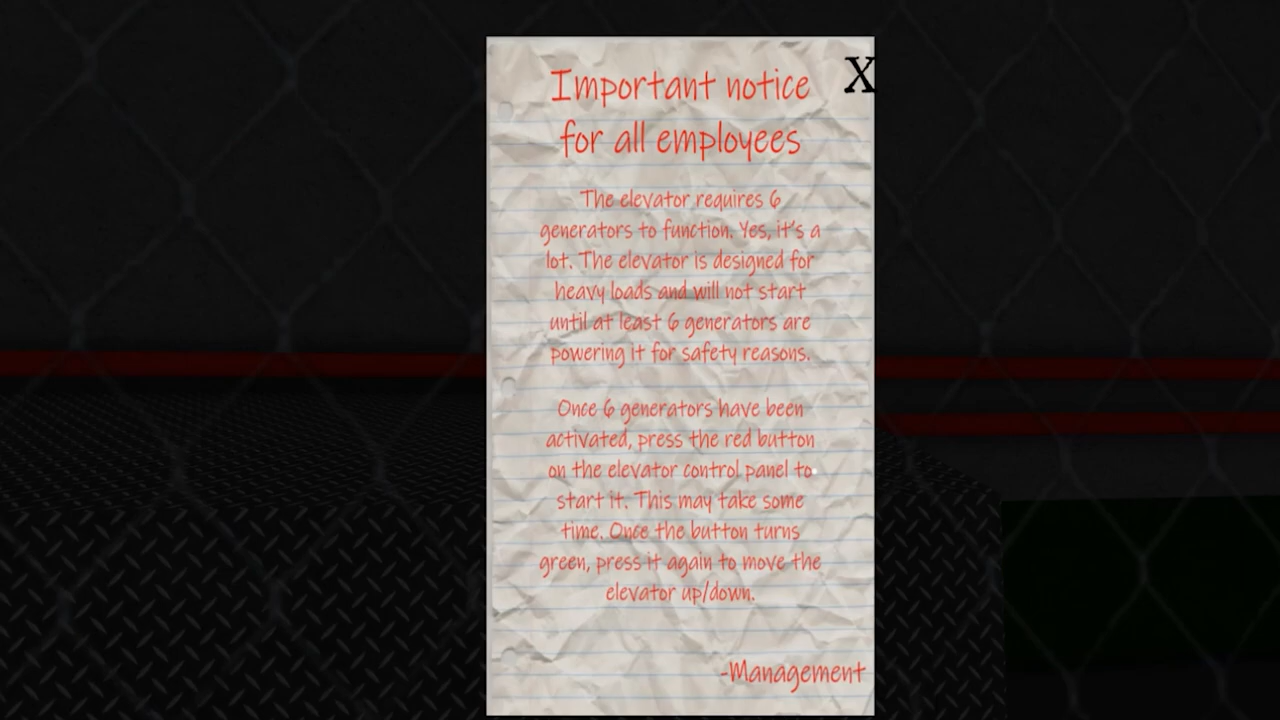 Important notice
X
for all employees
The elevator requires 6
generators to function. Yes, it's a
lot. The elevator is designed for
heavy loads and will not start
until at least 6 generators are
powering it for safety reasons.
Once 6 generators have been
activated, press the red button
on the elevator control panel to
start it. This may take some
time. Once the button turns
green, press it again to move the
elevator up/down.
-Management